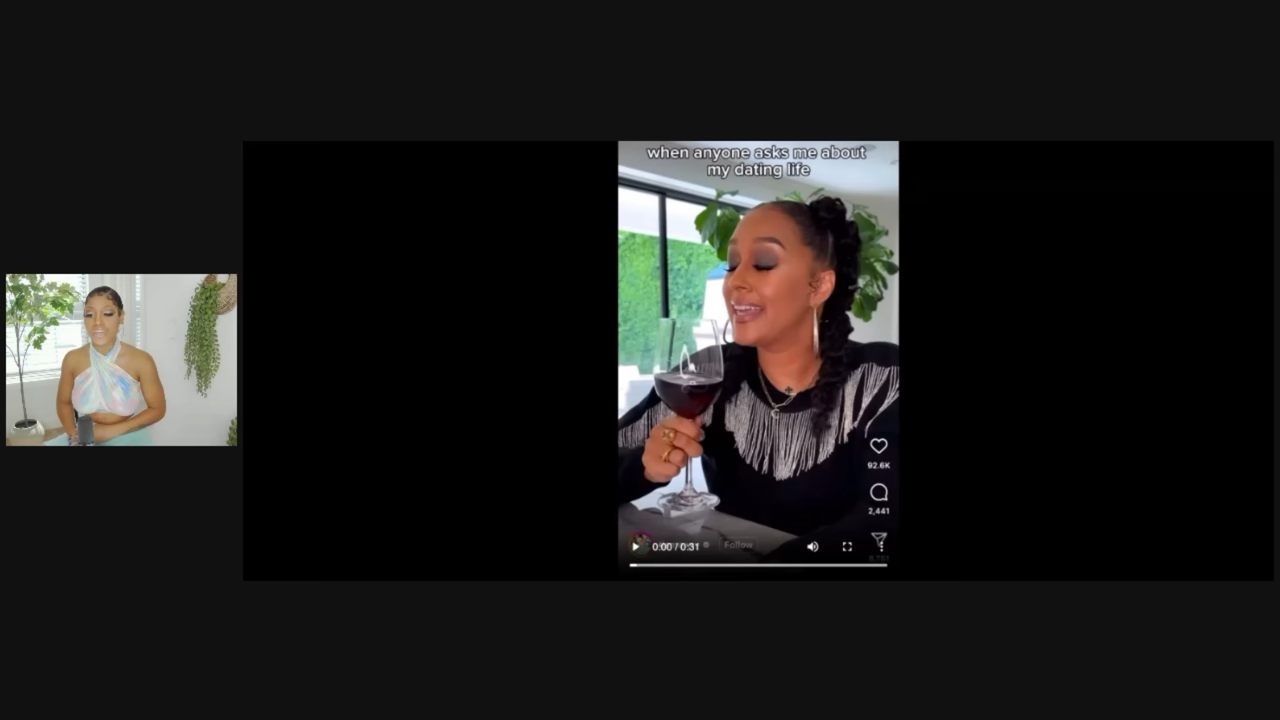 when anyone asks me about
my dating life
92.6K
2,441
0:00 / 0:31
Follow